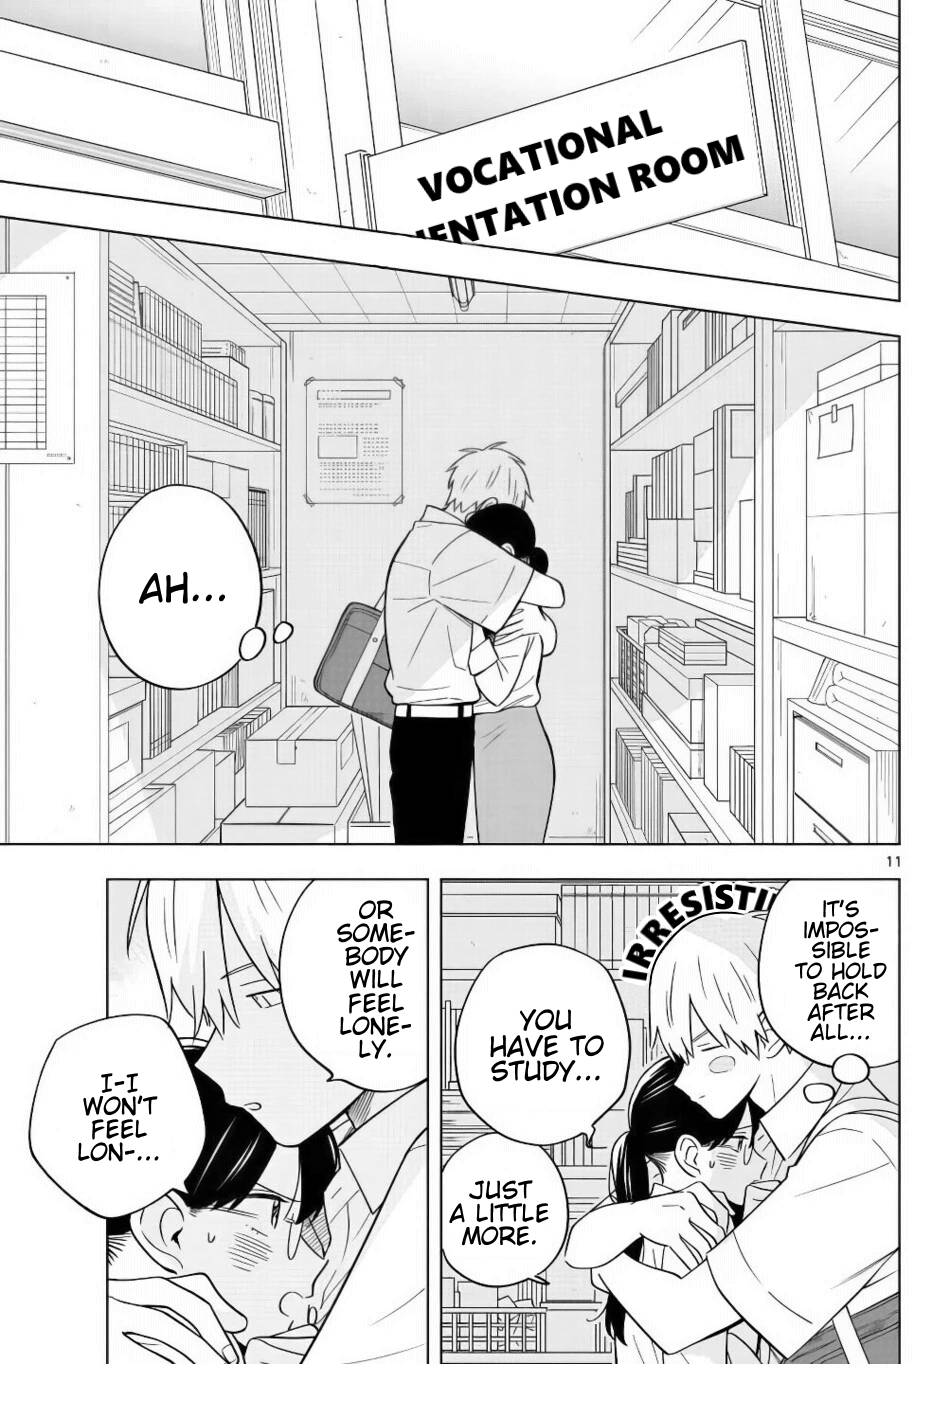 VOCATIONAL
ENTATION ROOM
AH...
11
IT'S
IMPOS-
SIBLE
TO HOLD
BACK
AFTER
ALL...
IRRESISTI
YOU
HAVE TO
STUDY...
JUST
A LITTLE
MORE.
OR
SOME-
BODY
WILL
FEEL
LONE-
LY.
I-I
WON'T
FEEL
LON-...